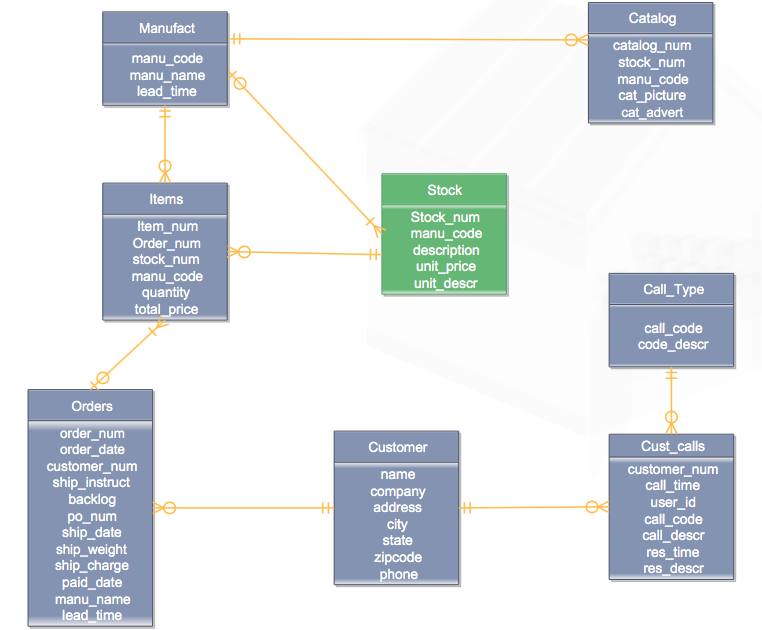 Manufact
manu_code
manu_name
lead_time
Catalog
catalog_num
stock_num
manu_code
cat_picture
cat_advert
Items
Item_num
Order_num
stock_num
manu_code
quantity
total_price
Stock
Stock_num
manu_code
description
unit_price
unit_descr
Call_Type
call_code
code_descr
Orders
order_num
order_date
customer_num
ship_instruct
backlog
po_num
ship_date
ship_weight
ship_charge
paid_date
manu_name
lead_time
Customer
name
company
address
city
state
zipcode
phone
Cust_calls
customer_num
call_time
user_id
call_code
call_descr
res_time
res_descr